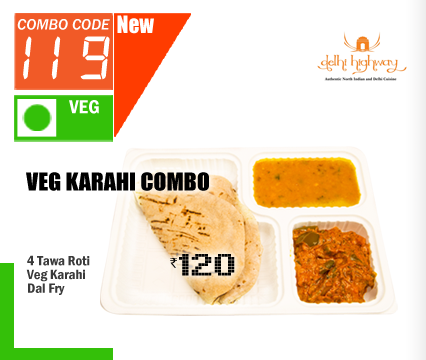 COMBO CODE
New
119
VEG
delhi highway
Authentic North Indian and Delhi Cuisine
VEG KARAHI COMBO
4 Tawa Roti
Veg Karahi
Dal Fry
₹120